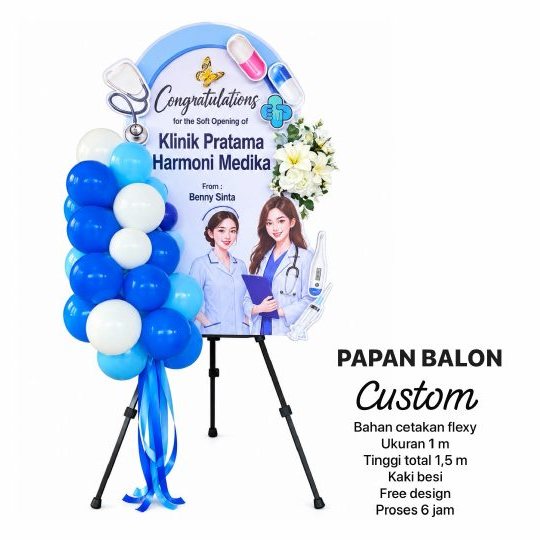 Congratulations
for the Soft Opening of
Klinik Pratama
Harmoni Medika
From :
Benny Sinta
PAPAN BALON
Custom
Bahan cetakan flexy
Ukuran 1 m
Tinggi total 1,5 m
Kaki besi
Free design
Proses 6 jam